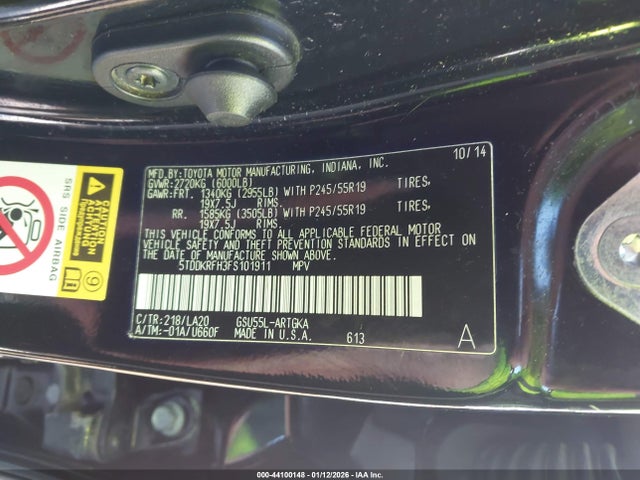 MFD.BY:TOYOTA MOTOR MANUFACTURING, INDIANA, INC. 10/14
GVWR:2720KG (6000LB)
GAWR:FRT. 1340KG (2955LB) WITH P245/55R19 TIRES,
19X7.5J RIMS, AT
RR. 1585KG (3505LB) WITH P245/55R19 TIRES,
19X7.5J RIMS, AT
THIS VEHICLE CONFORMS TO ALL APPLICABLE FEDERAL MOTOR
VEHICLE SAFETY AND THEFT PREVENTION STANDARDS IN EFFECT
ON THE DATE OF MANUFACTURE SHOWN ABOVE.
5TDDKRFH3FS101911 MPV
C/TR:218/LA20 GSU55L-ARTGKA
A/TM:-01A/U660F MADE IN U.S.A. 613 A
SRS SIDE AIRBAG
000-44100148 - 01/12/2026 - IAA Inc.